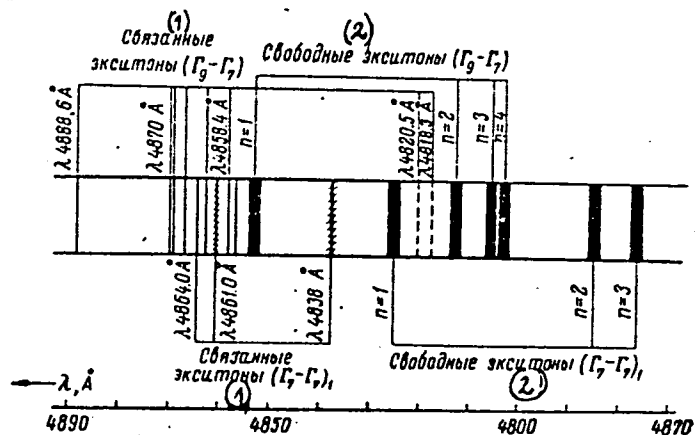 (1)
(2)
Связанные
экситоны (Г₉-Г₇)
Свободные экситоны (Г₉-Г₇)
λ 4888,6 Å
λ 4870 Å
λ 4858.4 Å
n=1
λ 4820.5 Å
λ 4818.5 Å
n=2
n=3
n=4
λ 4864.0 Å
λ 4861.0 Å
λ 4838 Å
n=1
n=2
n=3
Связанные
экситоны (Г₇-Г₇)₁
(1)
Свободные экситоны (Г₇-Г₇)₁
(2)
λ, Å
4890
4850
4800
4870